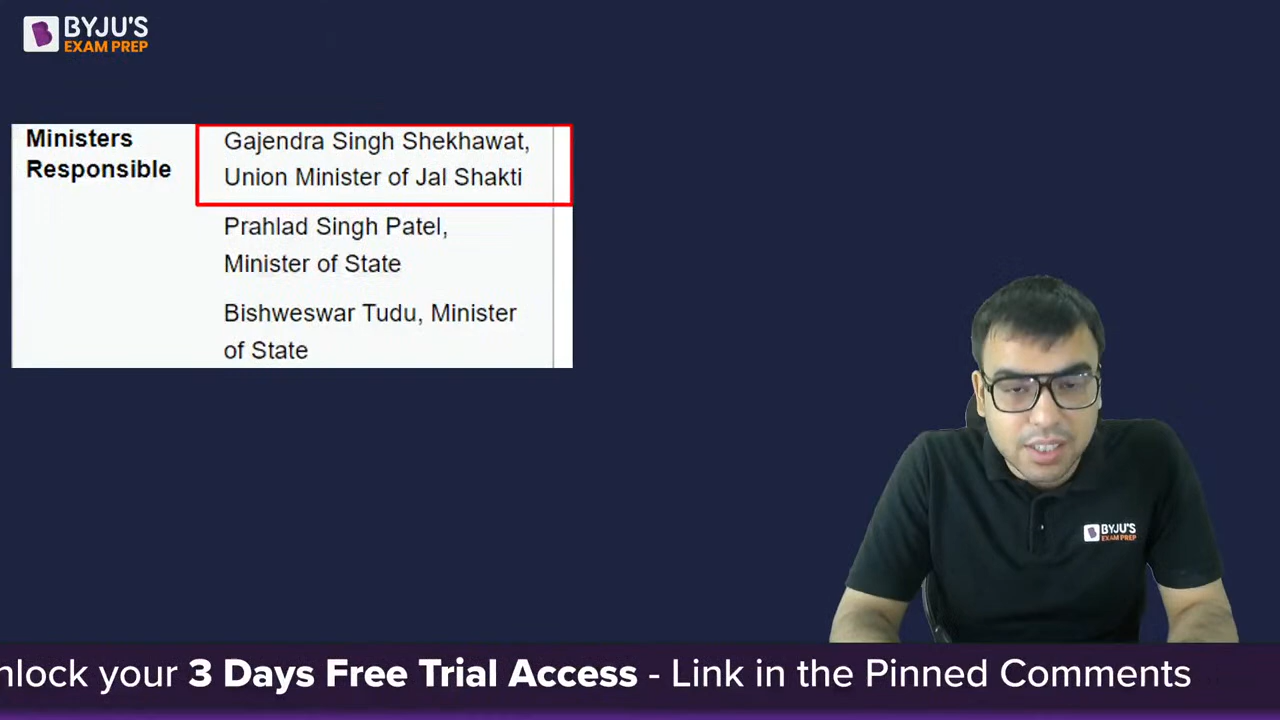 BYJU'S
EXAM PREP
Ministers
Responsible
Gajendra Singh Shekhawat,
Union Minister of Jal Shakti
Prahlad Singh Patel,
Minister of State
Bishweswar Tudu, Minister
of State
BYJU'S
EXAM PREP
nlock your 3 Days Free Trial Access - Link in the Pinned Comments